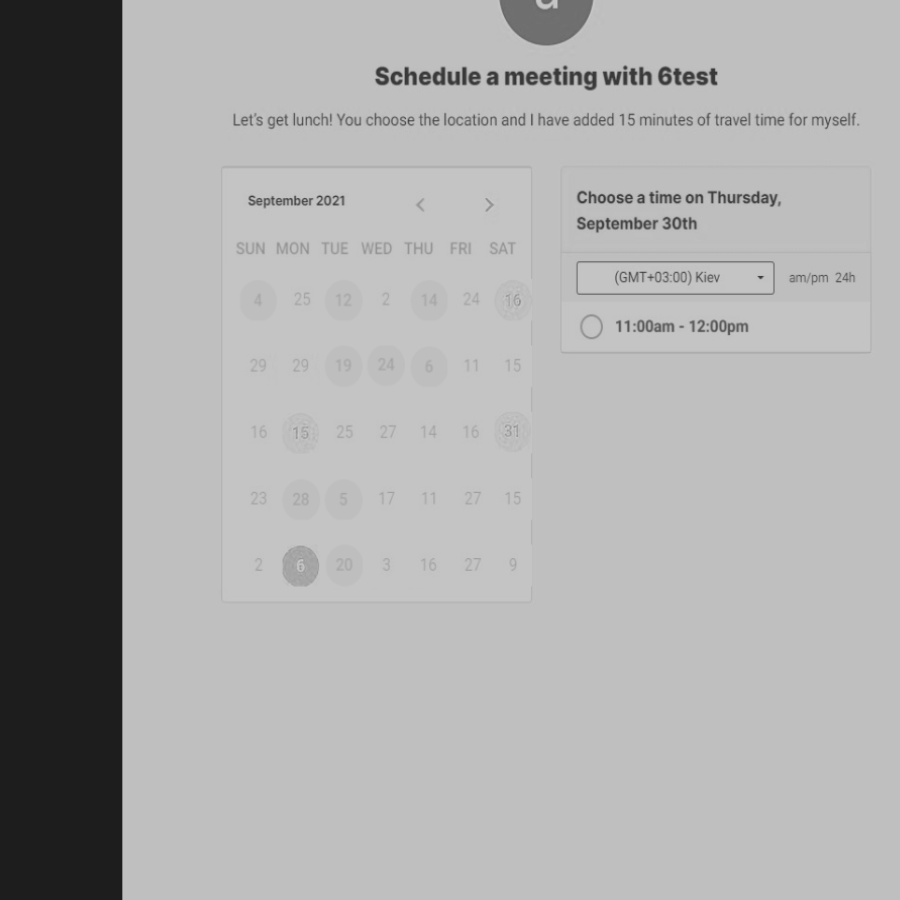 Schedule a meeting with 6test
Let's get lunch! You choose the location and I have added 15 minutes of travel time for myself.
September 2021
SUN MON TUE WED THU FRI SAT
4 25 12 2 14 24 16
29 29 19 24 6 11 15
16 15 25 27 14 16 31
23 28 5 17 11 27 15
2 6 20 3 16 27 9
Choose a time on Thursday,
September 30th
(GMT+03:00) Kiev am/pm 24h
11:00am - 12:00pm